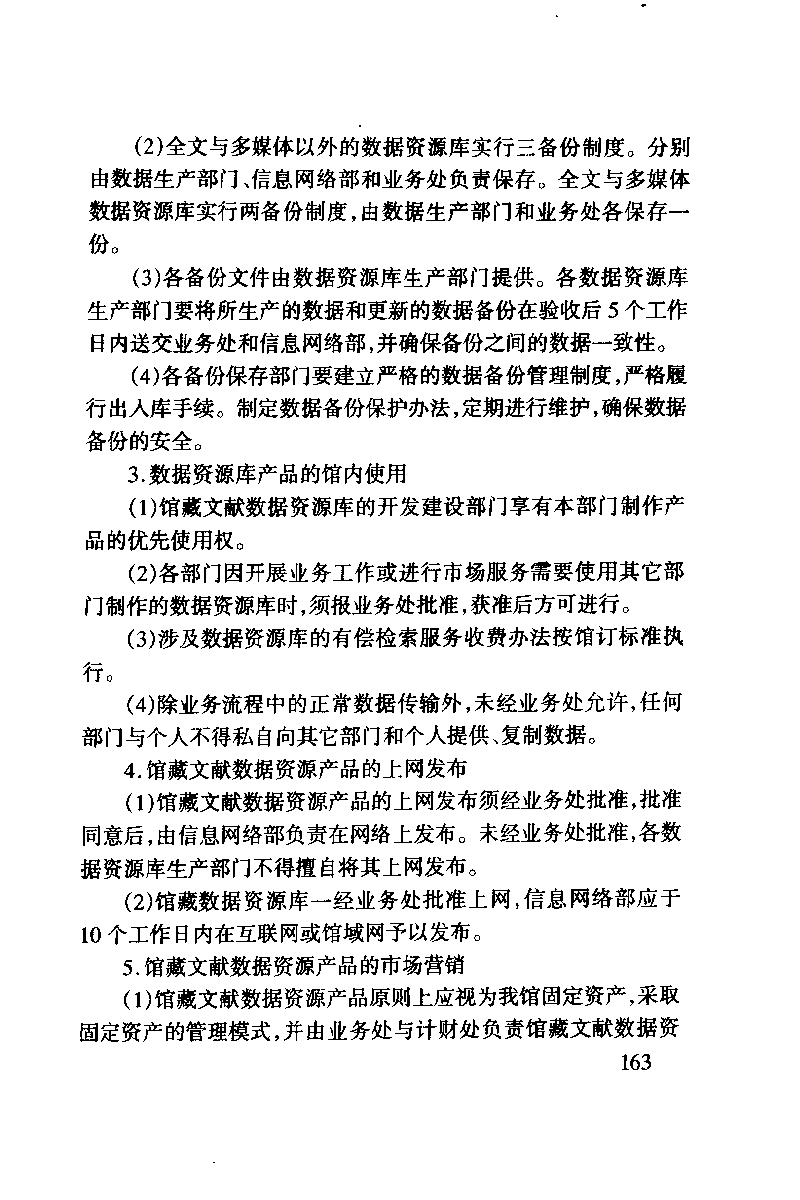 (2)全文与多媒体以外的数据资源库实行三备份制度。分别
由数据生产部门、信息网络部和业务处负责保存。全文与多媒体
数据资源库实行两备份制度,由数据生产部门和业务处各保存一
份。
(3)各备份文件由数据资源库生产部门提供。各数据资源库
生产部门要将所生产的数据和更新的数据备份在验收后 5 个工作
日内送交业务处和信息网络部,并确保备份之间的数据一致性。
(4)各备份保存部门要建立严格的数据备份管理制度,严格履
行出入库手续。制定数据备份保护办法,定期进行维护,确保数据
备份的安全。
3.数据资源库产品的馆内使用
(1)馆藏文献数据资源库的开发建设部门享有本部门制作产
品的优先使用权。
(2)各部门因开展业务工作或进行市场服务需要使用其它部
门制作的数据资源库时,须报业务处批准,获准后方可进行。
(3)涉及数据资源库的有偿检索服务收费办法按馆订标准执
行。
(4)除业务流程中的正常数据传输外,未经业务处允许,任何
部门与个人不得私自向其它部门和个人提供、复制数据。
4.馆藏文献数据资源产品的上网发布
(1)馆藏文献数据资源产品的上网发布须经业务处批准,批准
同意后,由信息网络部负责在网络上发布。未经业务处批准,各数
据资源库生产部门不得擅自将其上网发布。
(2)馆藏数据资源库一经业务处批准上网,信息网络部应于
10 个工作日内在互联网或馆域网予以发布。
5.馆藏文献数据资源产品的市场营销
(1)馆藏文献数据资源产品原则上应视为我馆固定资产,采取
固定资产的管理模式,并由业务处与计财处负责馆藏文献数据资
163